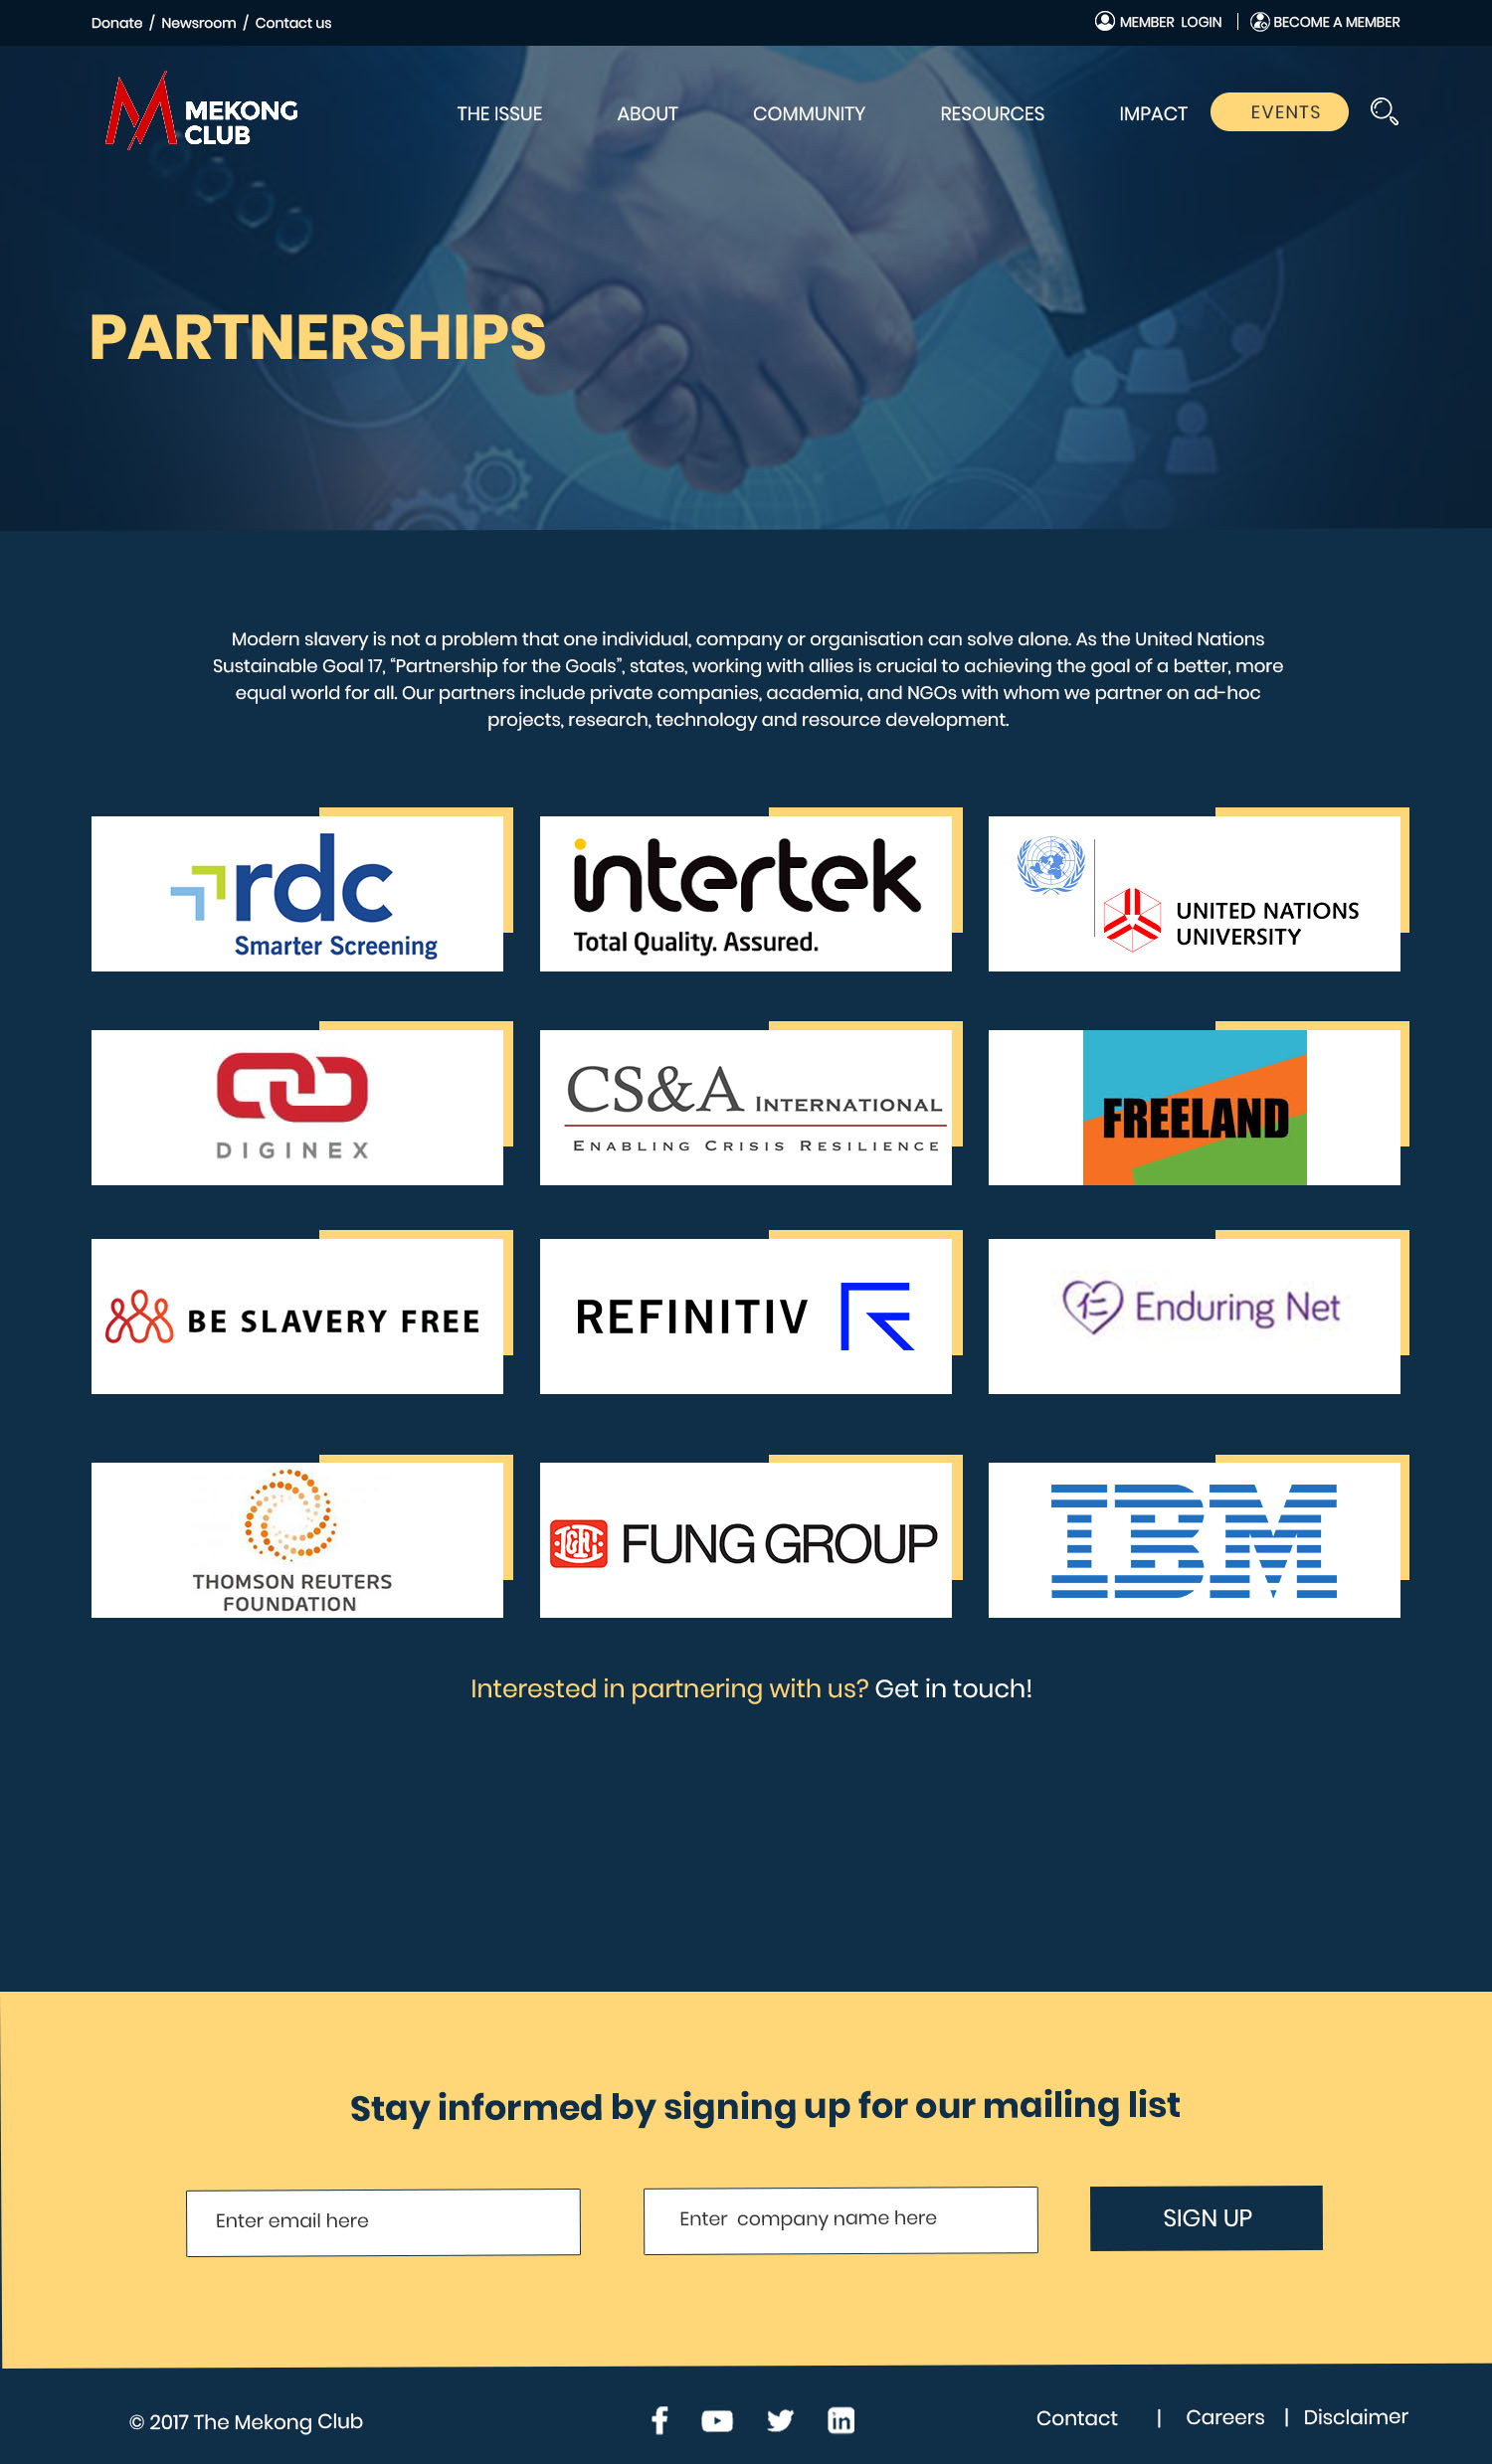 Donate / Newsroom / Contact us
MEMBER LOGIN | BECOME A MEMBER
MEKONG
CLUB
THE ISSUE ABOUT COMMUNITY RESOURCES IMPACT EVENTS
PARTNERSHIPS
Modern slavery is not a problem that one individual, company or organisation can solve alone. As the United Nations
Sustainable Goal 17, “Partnership for the Goals”, states, working with allies is crucial to achieving the goal of a better, more
equal world for all. Our partners include private companies, academia, and NGOs with whom we partner on ad-hoc
projects, research, technology and resource development.
rdc
Smarter Screening
intertek
Total Quality. Assured.
UNITED NATIONS
UNIVERSITY
DIGINEX
CS&A INTERNATIONAL
ENABLING CRISIS RESILIENCE
FREELAND
BE SLAVERY FREE
REFINITIV
仁 Enduring Net
THOMSON REUTERS
FOUNDATION
FUNG GROUP
IBM
Interested in partnering with us? Get in touch!
Stay informed by signing up for our mailing list
Enter email here
Enter company name here
SIGN UP
© 2017 The Mekong Club
in
Contact | Careers | Disclaimer